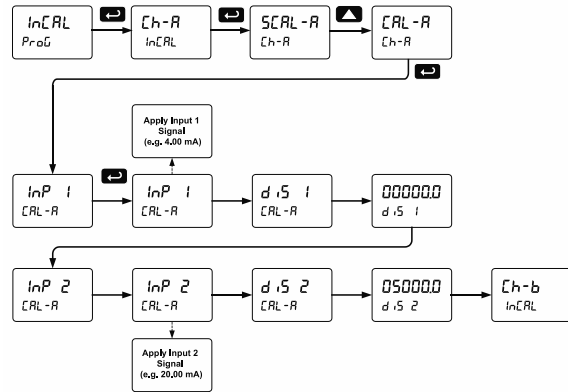 InCAL
ProG
Ch-A
InCAL
SCAL-A
Ch-A
CAL-A
Ch-A
Apply Input 1
Signal
(e.g. 4.00 mA)
InP 1
CAL-A
InP 1
CAL-A
diS 1
CAL-A
00000.0
diS 1
InP 2
CAL-A
InP 2
CAL-A
diS 2
CAL-A
05000.0
diS 2
Ch-b
InCAL
Apply Input 2
Signal
(e.g. 20.00 mA)